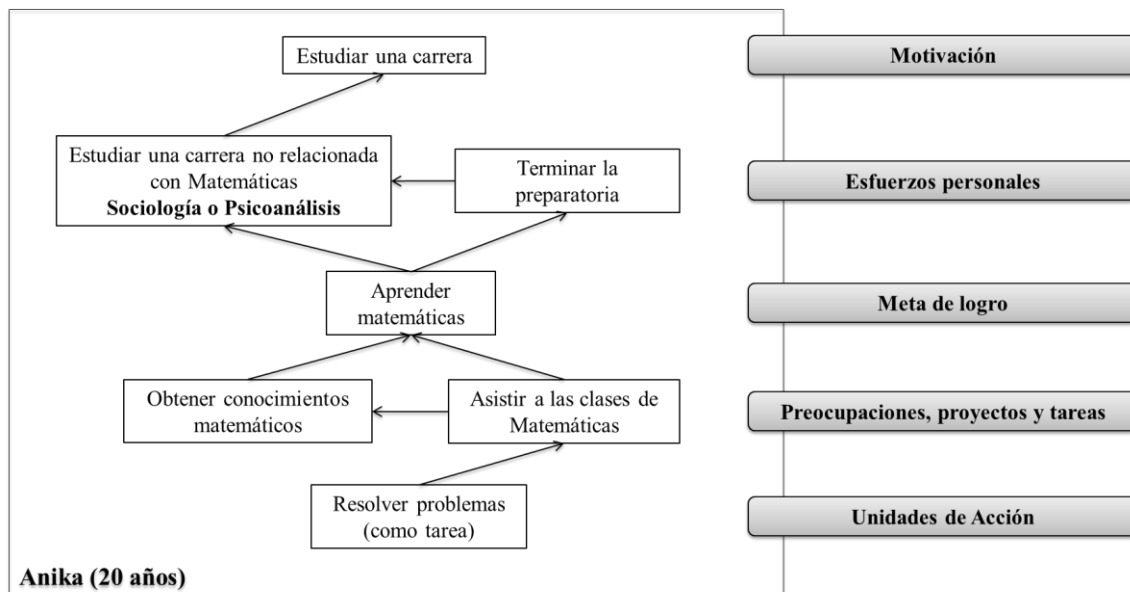 Estudiar una carrera
Motivación
Estudiar una carrera no relacionada
con Matemáticas
Sociología o Psicoanálisis
Terminar la
preparatoria
Esfuerzos personales
Aprender
matemáticas
Meta de logro
Obtener conocimientos
matemáticos
Asistir a las clases de
Matemáticas
Preocupaciones, proyectos y tareas
Resolver problemas
(como tarea)
Unidades de Acción
Anika (20 años)